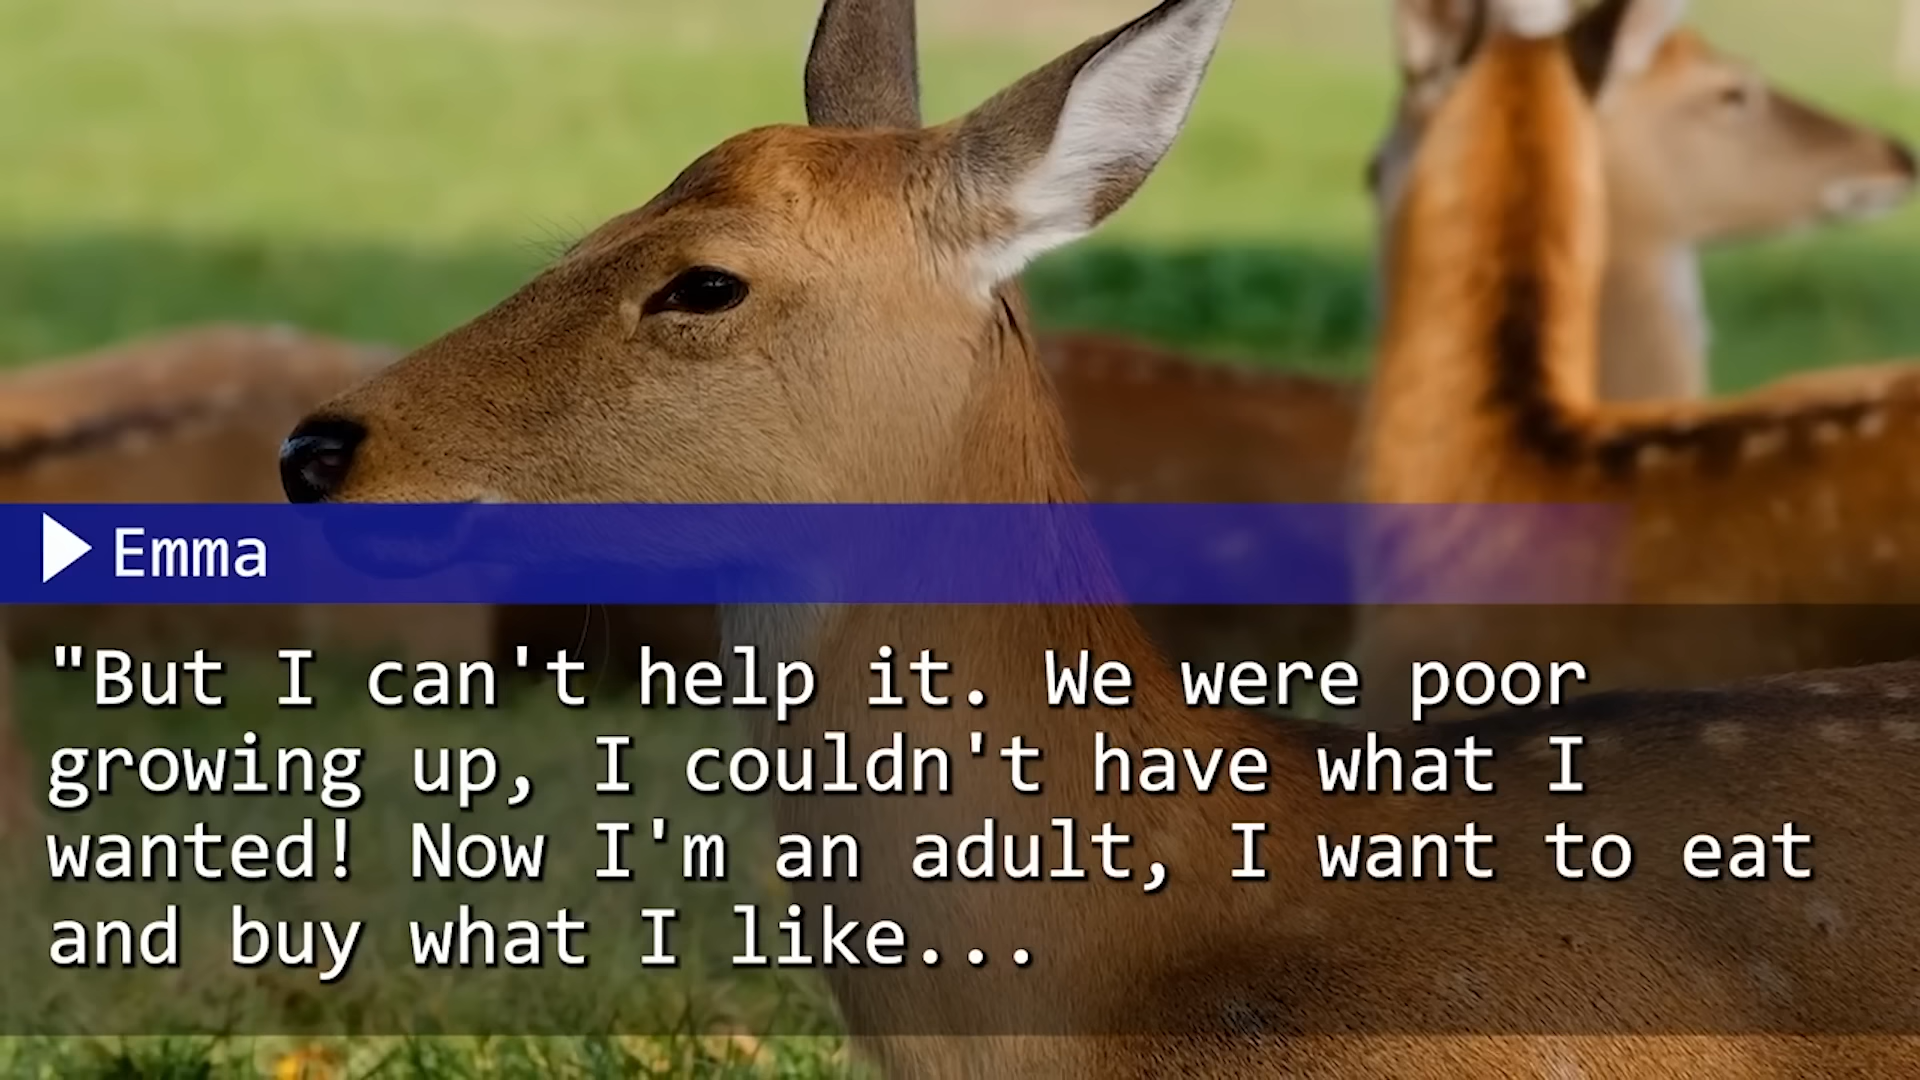 Emma
"But I can't help it. We were poor
growing up, I couldn't have what I
wanted! Now I'm an adult, I want to eat
and buy what I like...